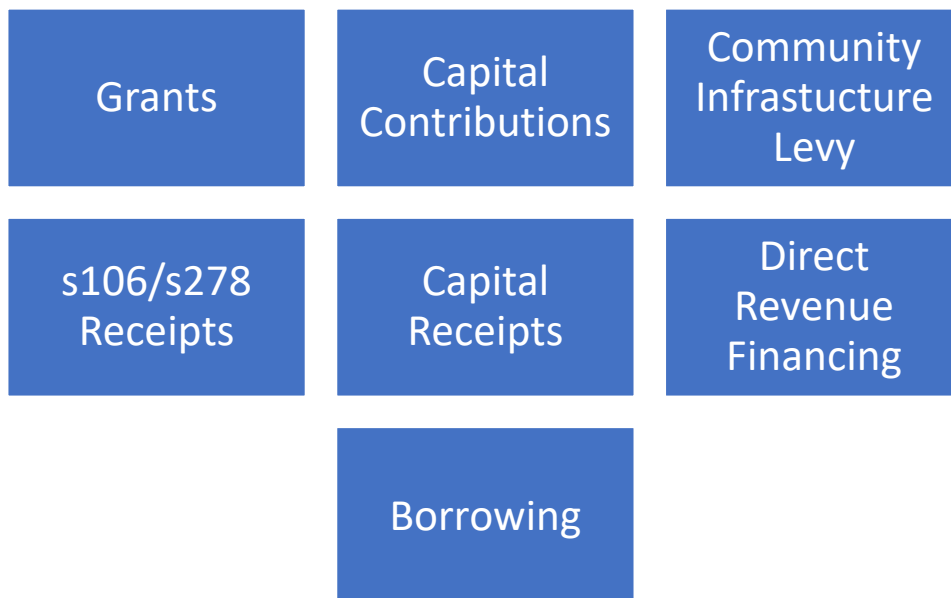 Grants
Capital
Contributions
Community
Infrastucture
Levy
s106/s278
Receipts
Capital
Receipts
Direct
Revenue
Financing
Borrowing